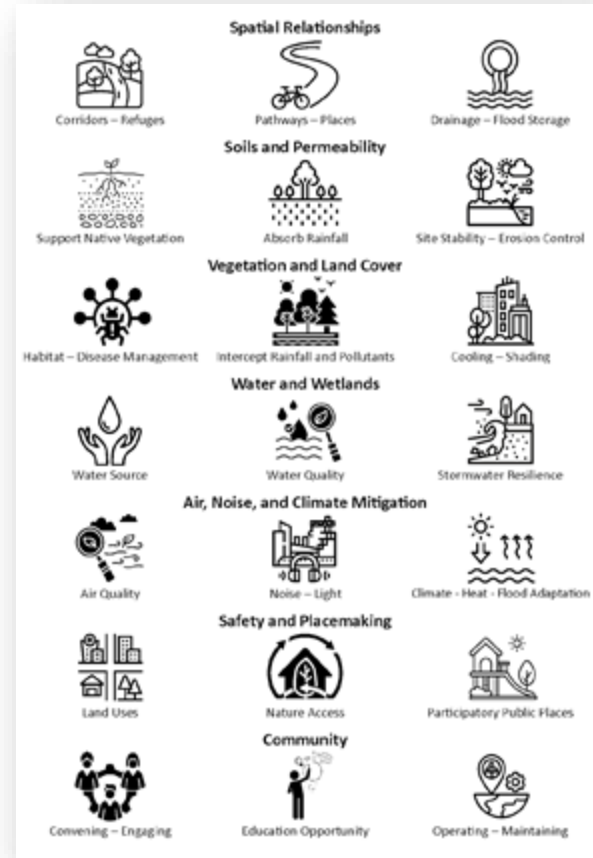 Spatial Relationships
Corridors – Refuges
Pathways – Places
Drainage – Flood Storage
Soils and Permeability
Support Native Vegetation
Absorb Rainfall
Site Stability – Erosion Control
Vegetation and Land Cover
Habitat – Disease Management
Intercept Rainfall and Pollutants
Cooling – Shading
Water and Wetlands
Water Source
Water Quality
Stormwater Resilience
Air, Noise, and Climate Mitigation
Air Quality
Noise – Light
Climate - Heat - Flood Adaptation
Safety and Placemaking
Land Uses
Nature Access
Participatory Public Places
Community
Convening – Engaging
Education Opportunity
Operating – Maintaining